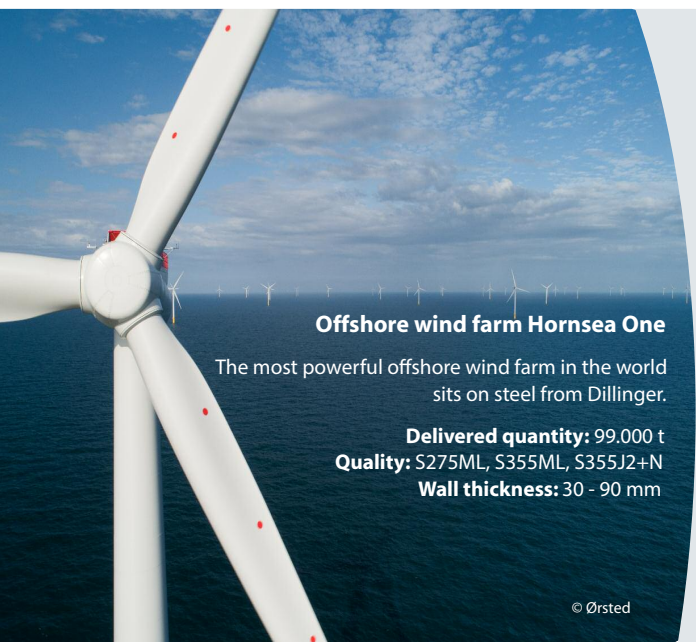 Offshore wind farm Hornsea One
The most powerful offshore wind farm in the world
sits on steel from Dillinger.
Delivered quantity: 99.000 t
Quality: S275ML, S355ML, S355J2+N
Wall thickness: 30 - 90 mm
© Ørsted